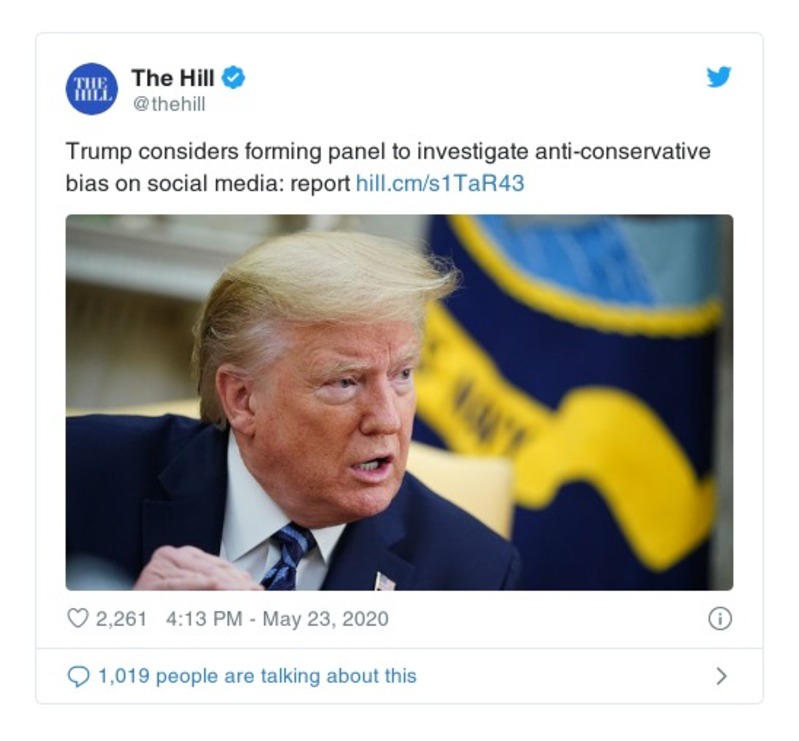 THE
HILL
The Hill
@thehill
Trump considers forming panel to investigate anti-conservative
bias on social media: report hill.cm/s1TaR43
2,261 4:13 PM - May 23, 2020
1,019 people are talking about this